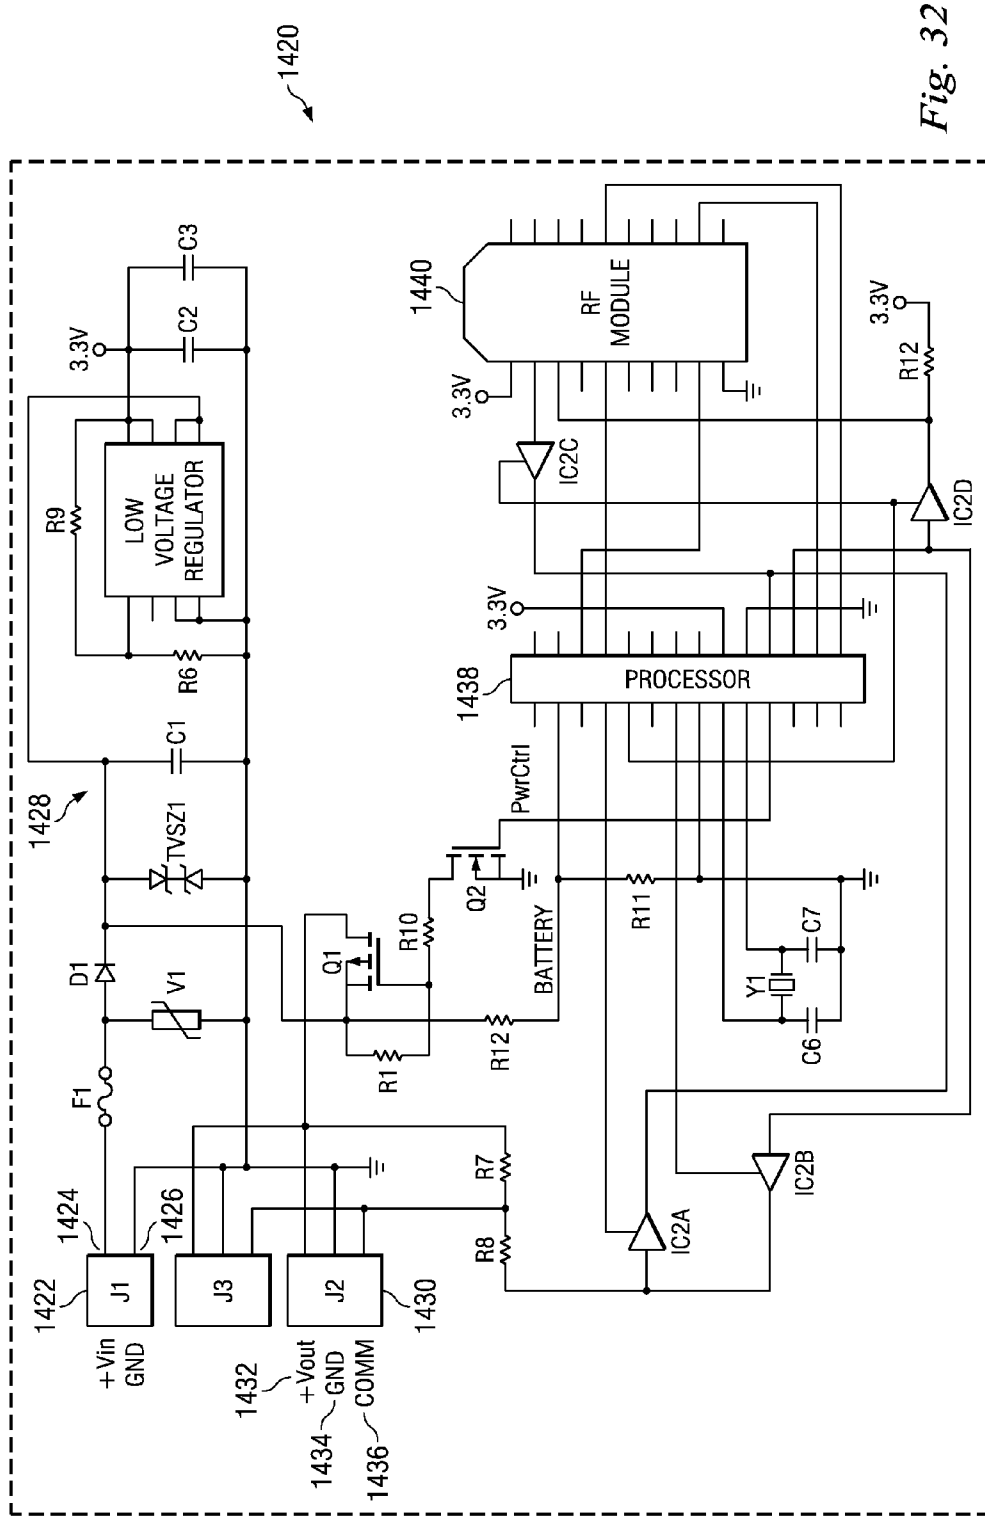 1420
Fig. 32
1422
1424
1426
J1
+Vin
GND
F1
V1
D1
TVSZ1
1428
C1
R6
R9
LOW
VOLTAGE
REGULATOR
3.3V
C2
C3
J3
J2
1430
1432
+Vout
1434
GND
COMM
1436
R7
R8
R1
Q1
R10
R12
Q2
BATTERY
PwrCtrl
R11
Y1
C6
C7
IC2A
IC2B
1438
PROCESSOR
3.3V
IC2C
3.3V
1440
RF
MODULE
3.3V
R12
IC2D